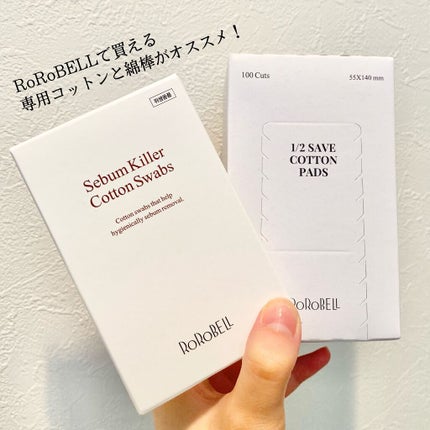 RoRoBELLで買える
専用コットンと綿棒がオススメ！
Sebum Killer
Cotton Swabs
Cotton swabs that help
hygienically sebum removal.
RoRoBELL
100 Cuts
55X140 mm
1/2 SAVE
COTTON
PADS
RoRoBELL